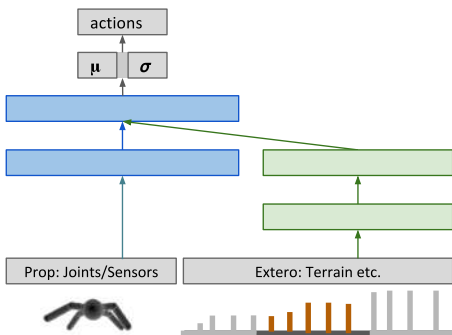 actions
μ σ
Prop: Joints/Sensors
Extero: Terrain etc.